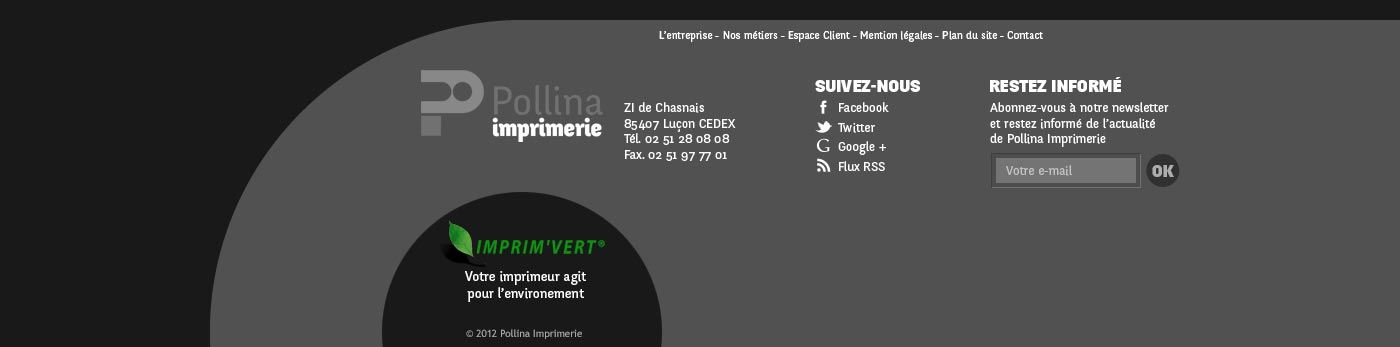 L'entreprise - Nos métiers - Espace Client - Mention légales - Plan du site - Contact
Pollina
imprimerie
ZI de Chasnais
85407 Luçon CEDEX
Tél. 02 51 28 08 08
Fax. 02 51 97 77 01
SUIVEZ-NOUS
Facebook
Twitter
G Google +
Flux RSS
RESTEZ INFORMÉ
Abonnez-vous à notre newsletter
et restez informé de l'actualité
de Pollina Imprimerie
Votre e-mail OK
IMPRIM'VERT®
Votre imprimeur agit
pour l'environement
© 2012 Pollina Imprimerie